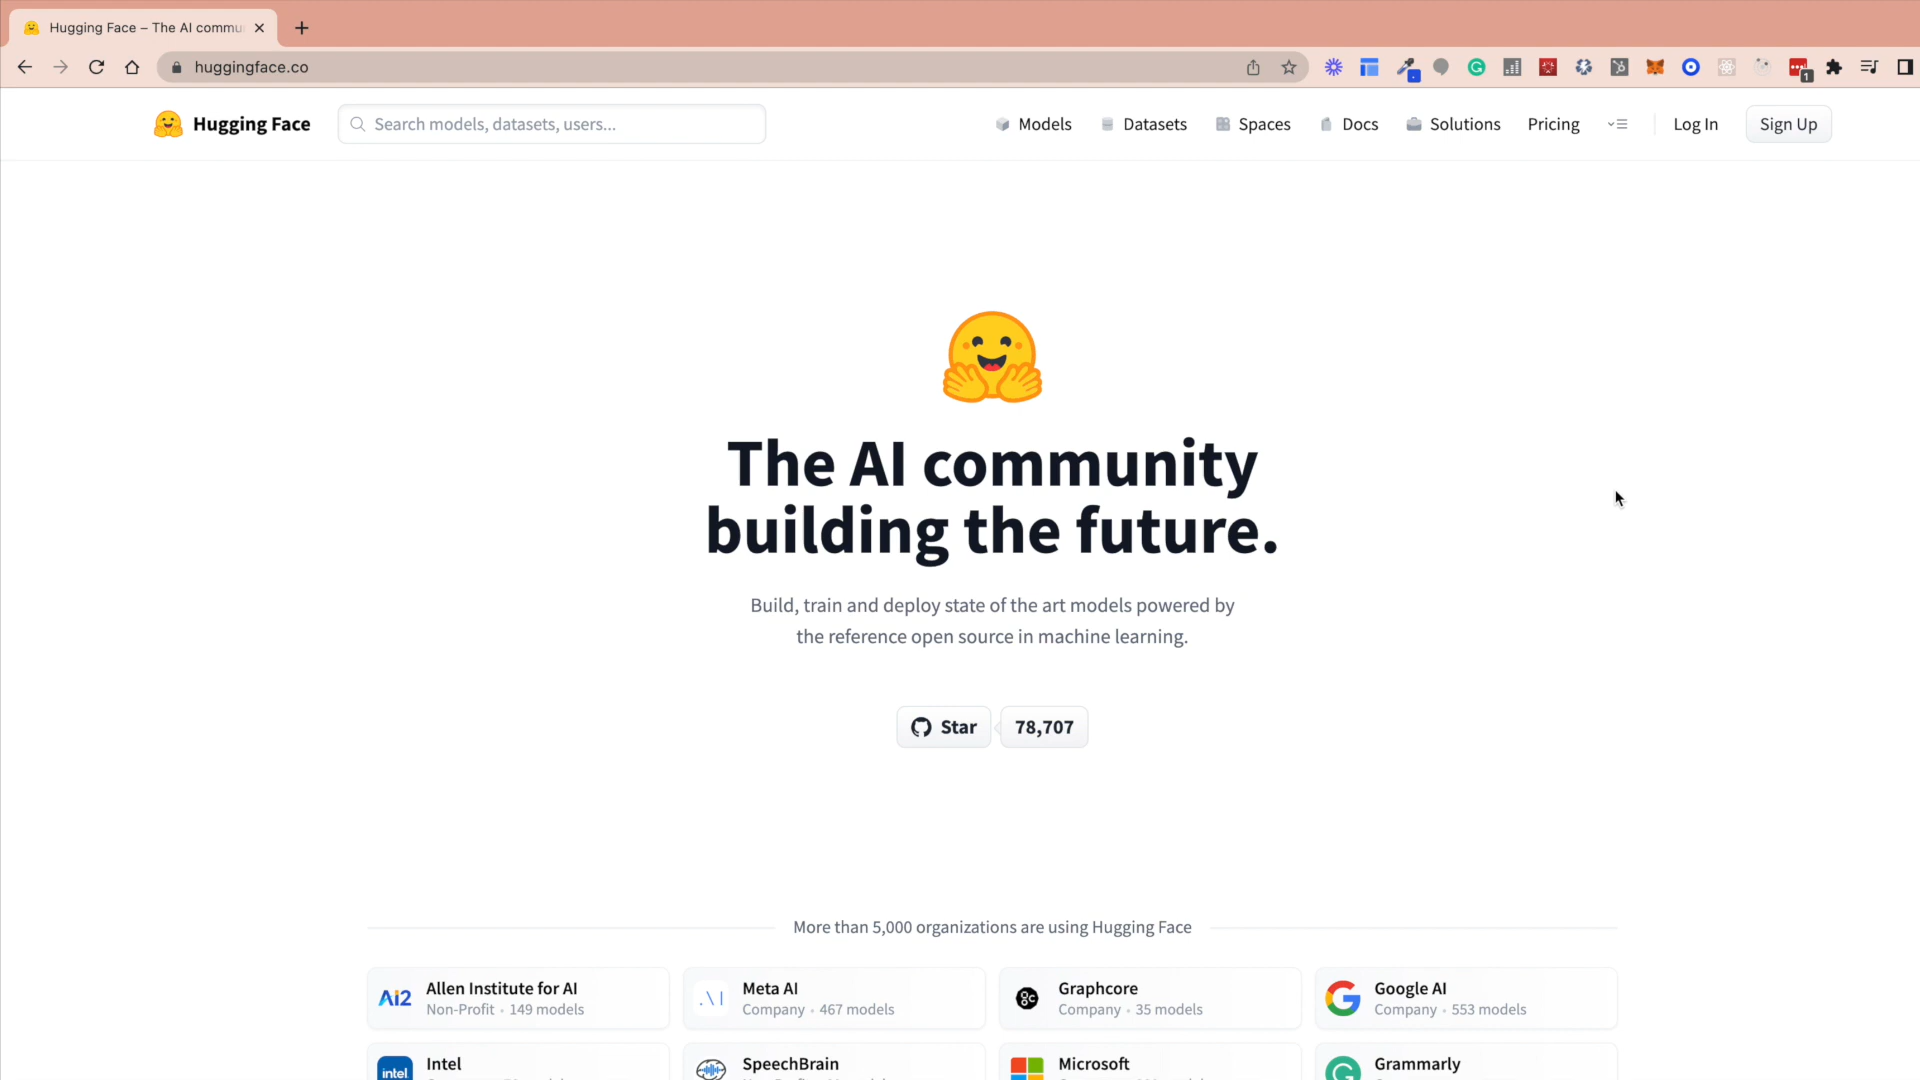 Hugging Face – The AI commu
huggingface.co
1
Hugging Face
Search models, datasets, users...
Models
Datasets
Spaces
Docs
Solutions
Pricing
Log In
Sign Up
The AI community
building the future.
Build, train and deploy state of the art models powered by
the reference open source in machine learning.
Star
78,707
More than 5,000 organizations are using Hugging Face
Ai2
Allen Institute for AI
Non-Profit • 149 models
Meta AI
Company • 467 models
Graphcore
Company • 35 models
Google AI
Company • 553 models
intel
Intel
SpeechBrain
Microsoft
Grammarly